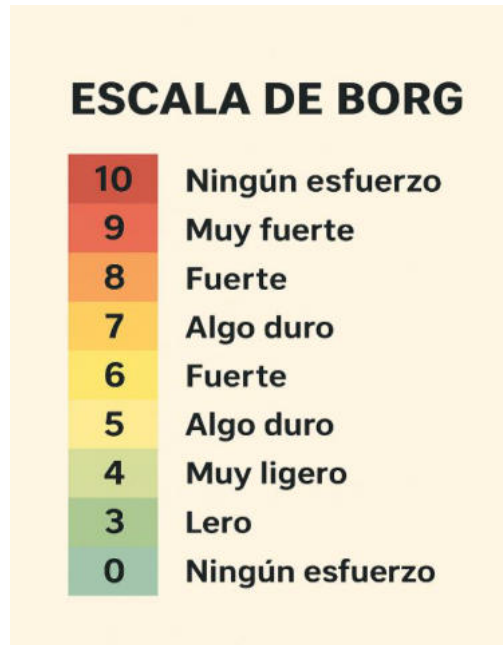 ESCALA DE BORG
10 Ningún esfuerzo
9 Muy fuerte
8 Fuerte
7 Algo duro
6 Fuerte
5 Algo duro
4 Muy ligero
3 Lero
0 Ningún esfuerzo